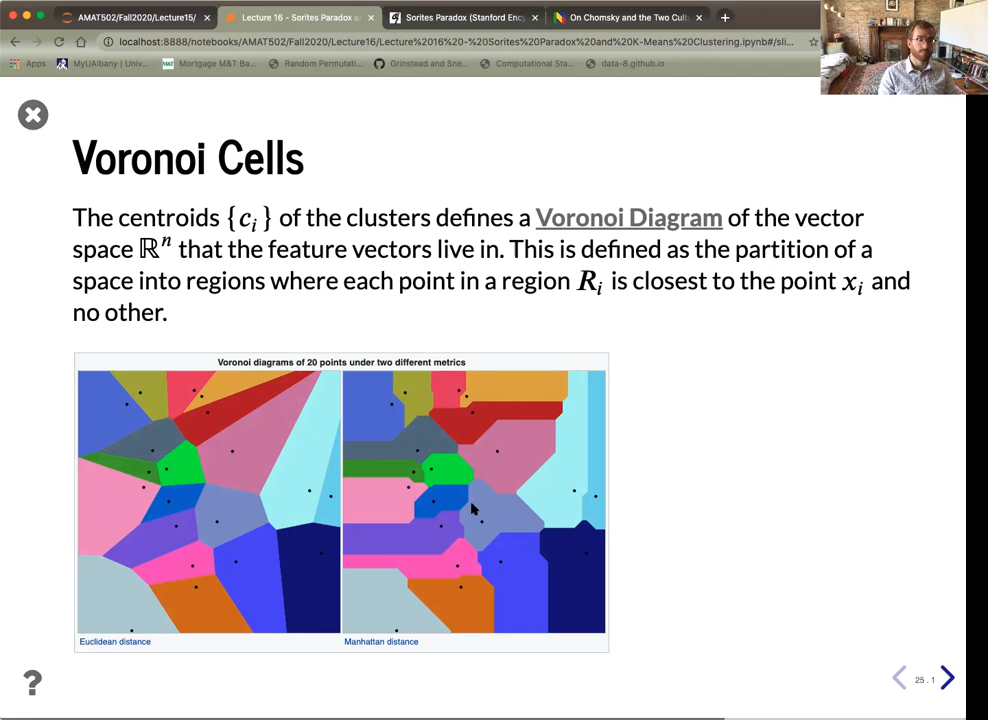 AMAT502/Fall2020/Lecture15/
Lecture 16 - Sorites Paradox a
Sorites Paradox (Stanford Ency
On Chomsky and the Two Cult
localhost:8888/notebooks/AMAT502/Fall2020/Lecture16/Lecture%2016%20-%20Sorites%20Paradox%20and%20K-Means%20Clustering.ipynb#/sli...
Apps
MyUAlbany | Univ...
Mortgage M&T Ba...
Random Permutati...
Grinstead and Sne...
Computational Sta...
data-8.github.io
Voronoi Cells
The centroids {cᵢ} of the clusters defines a Voronoi Diagram of the vector
space ℝⁿ that the feature vectors live in. This is defined as the partition of a
space into regions where each point in a region Rᵢ is closest to the point xᵢ and
no other.
Voronoi diagrams of 20 points under two different metrics
Euclidean distance
Manhattan distance
?
25 . 1